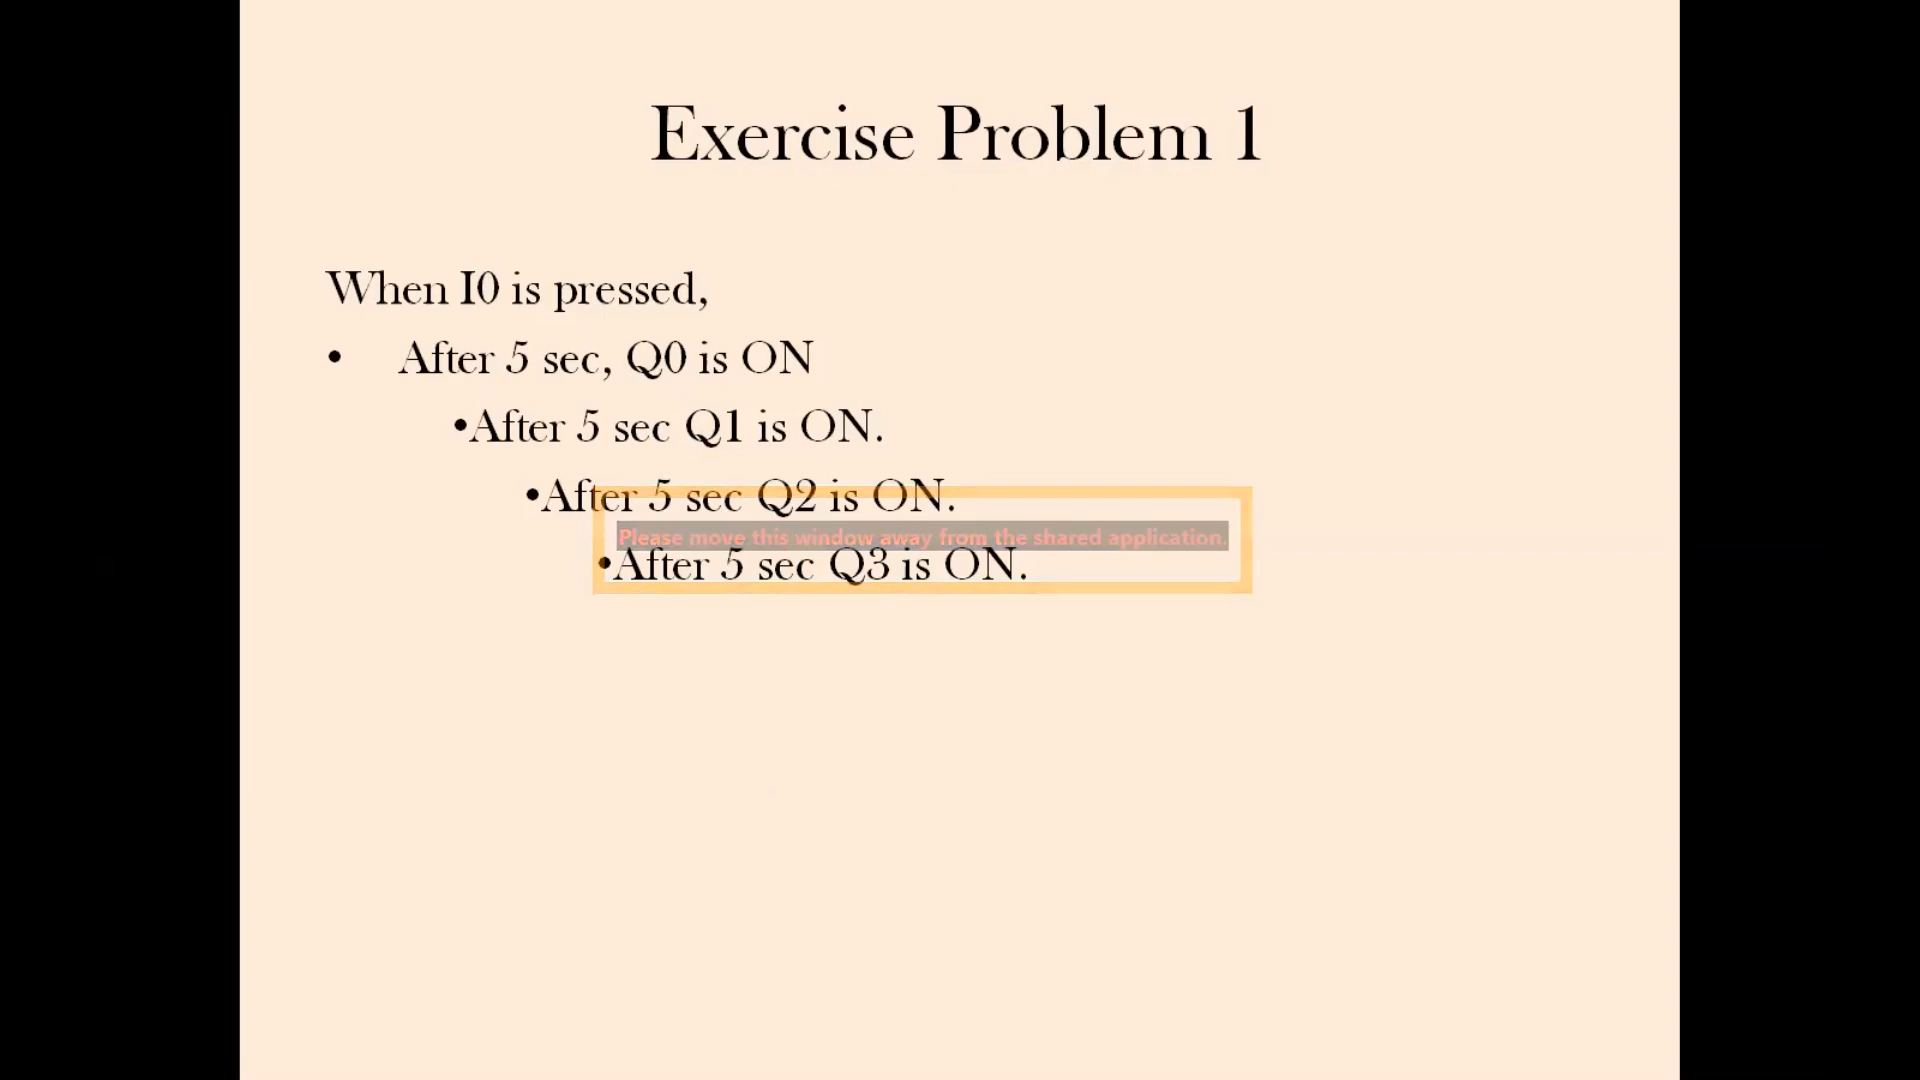 Exercise Problem 1
When I0 is pressed,
• After 5 sec, Q0 is ON
•After 5 sec Q1 is ON.
•After 5 sec Q2 is ON.
Please move this window away from the shared application.
•After 5 sec Q3 is ON.